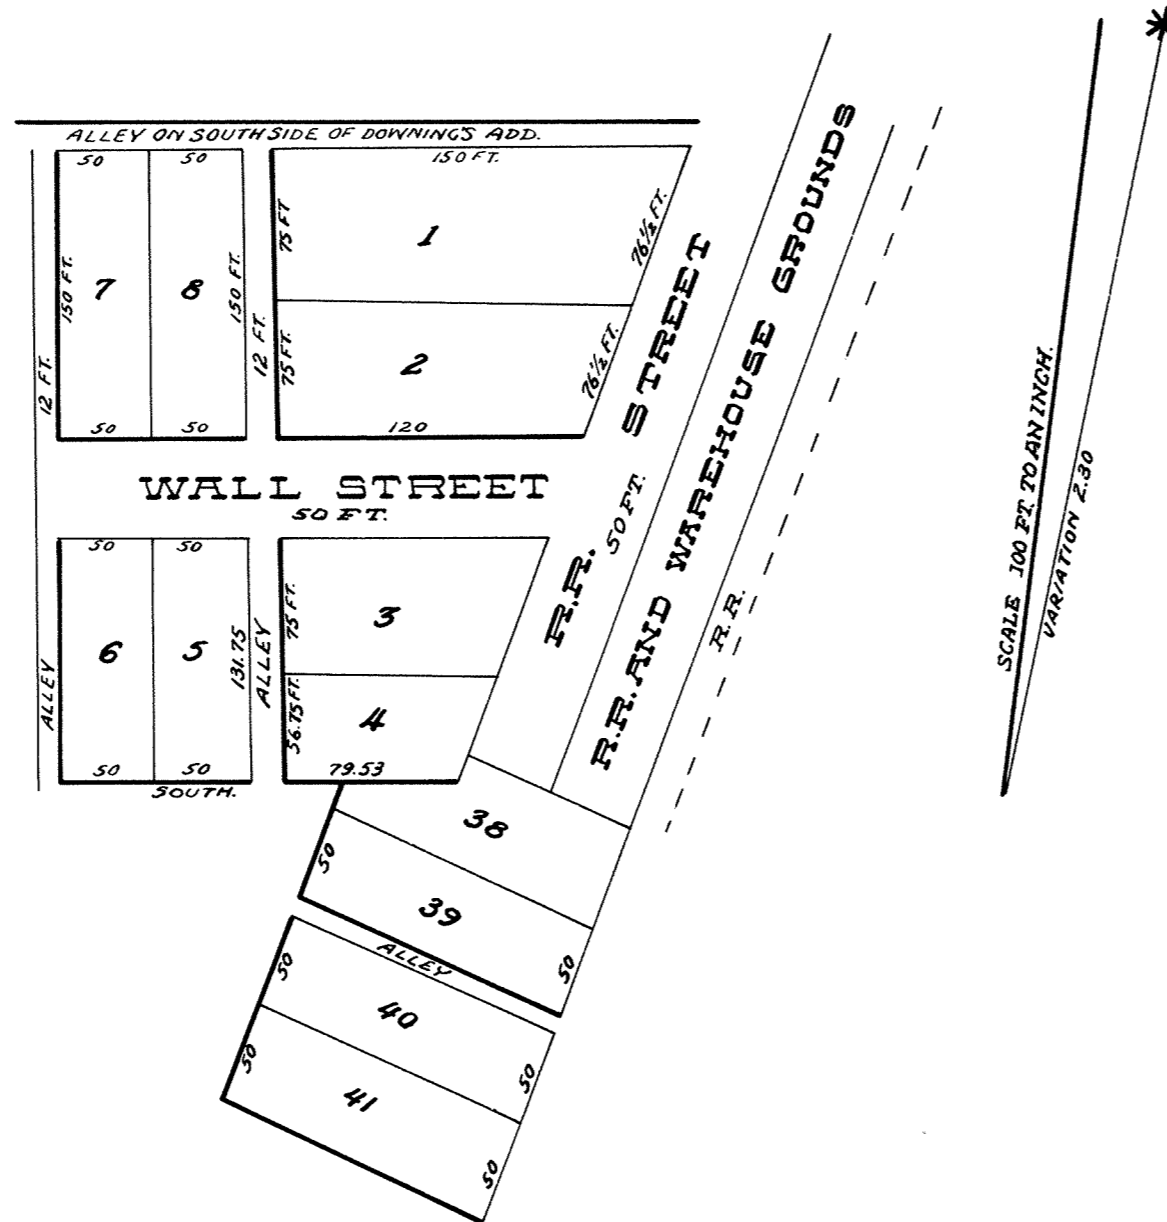 ALLEY ON SOUTH SIDE OF DOWNING'S ADD.
50
50
150 FT.
75 FT
1
76 1/2 FT.
150 FT.
7
8
150 FT.
12 FT.
12 FT.
75 FT.
2
76 1/2 FT.
50
50
120
WALL STREET
50 FT.
R.R. STREET
50 FT.
R.R. AND WAREHOUSE GROUNDS
R.R.
SCALE 100 FT. TO AN INCH.
VARIATION 2.30
50
50
75 FT.
3
6
5
131.75
ALLEY
ALLEY
56.75 FT.
4
50
50
79.53
SOUTH.
38
50
39
50
ALLEY
50
40
50
50
41
50